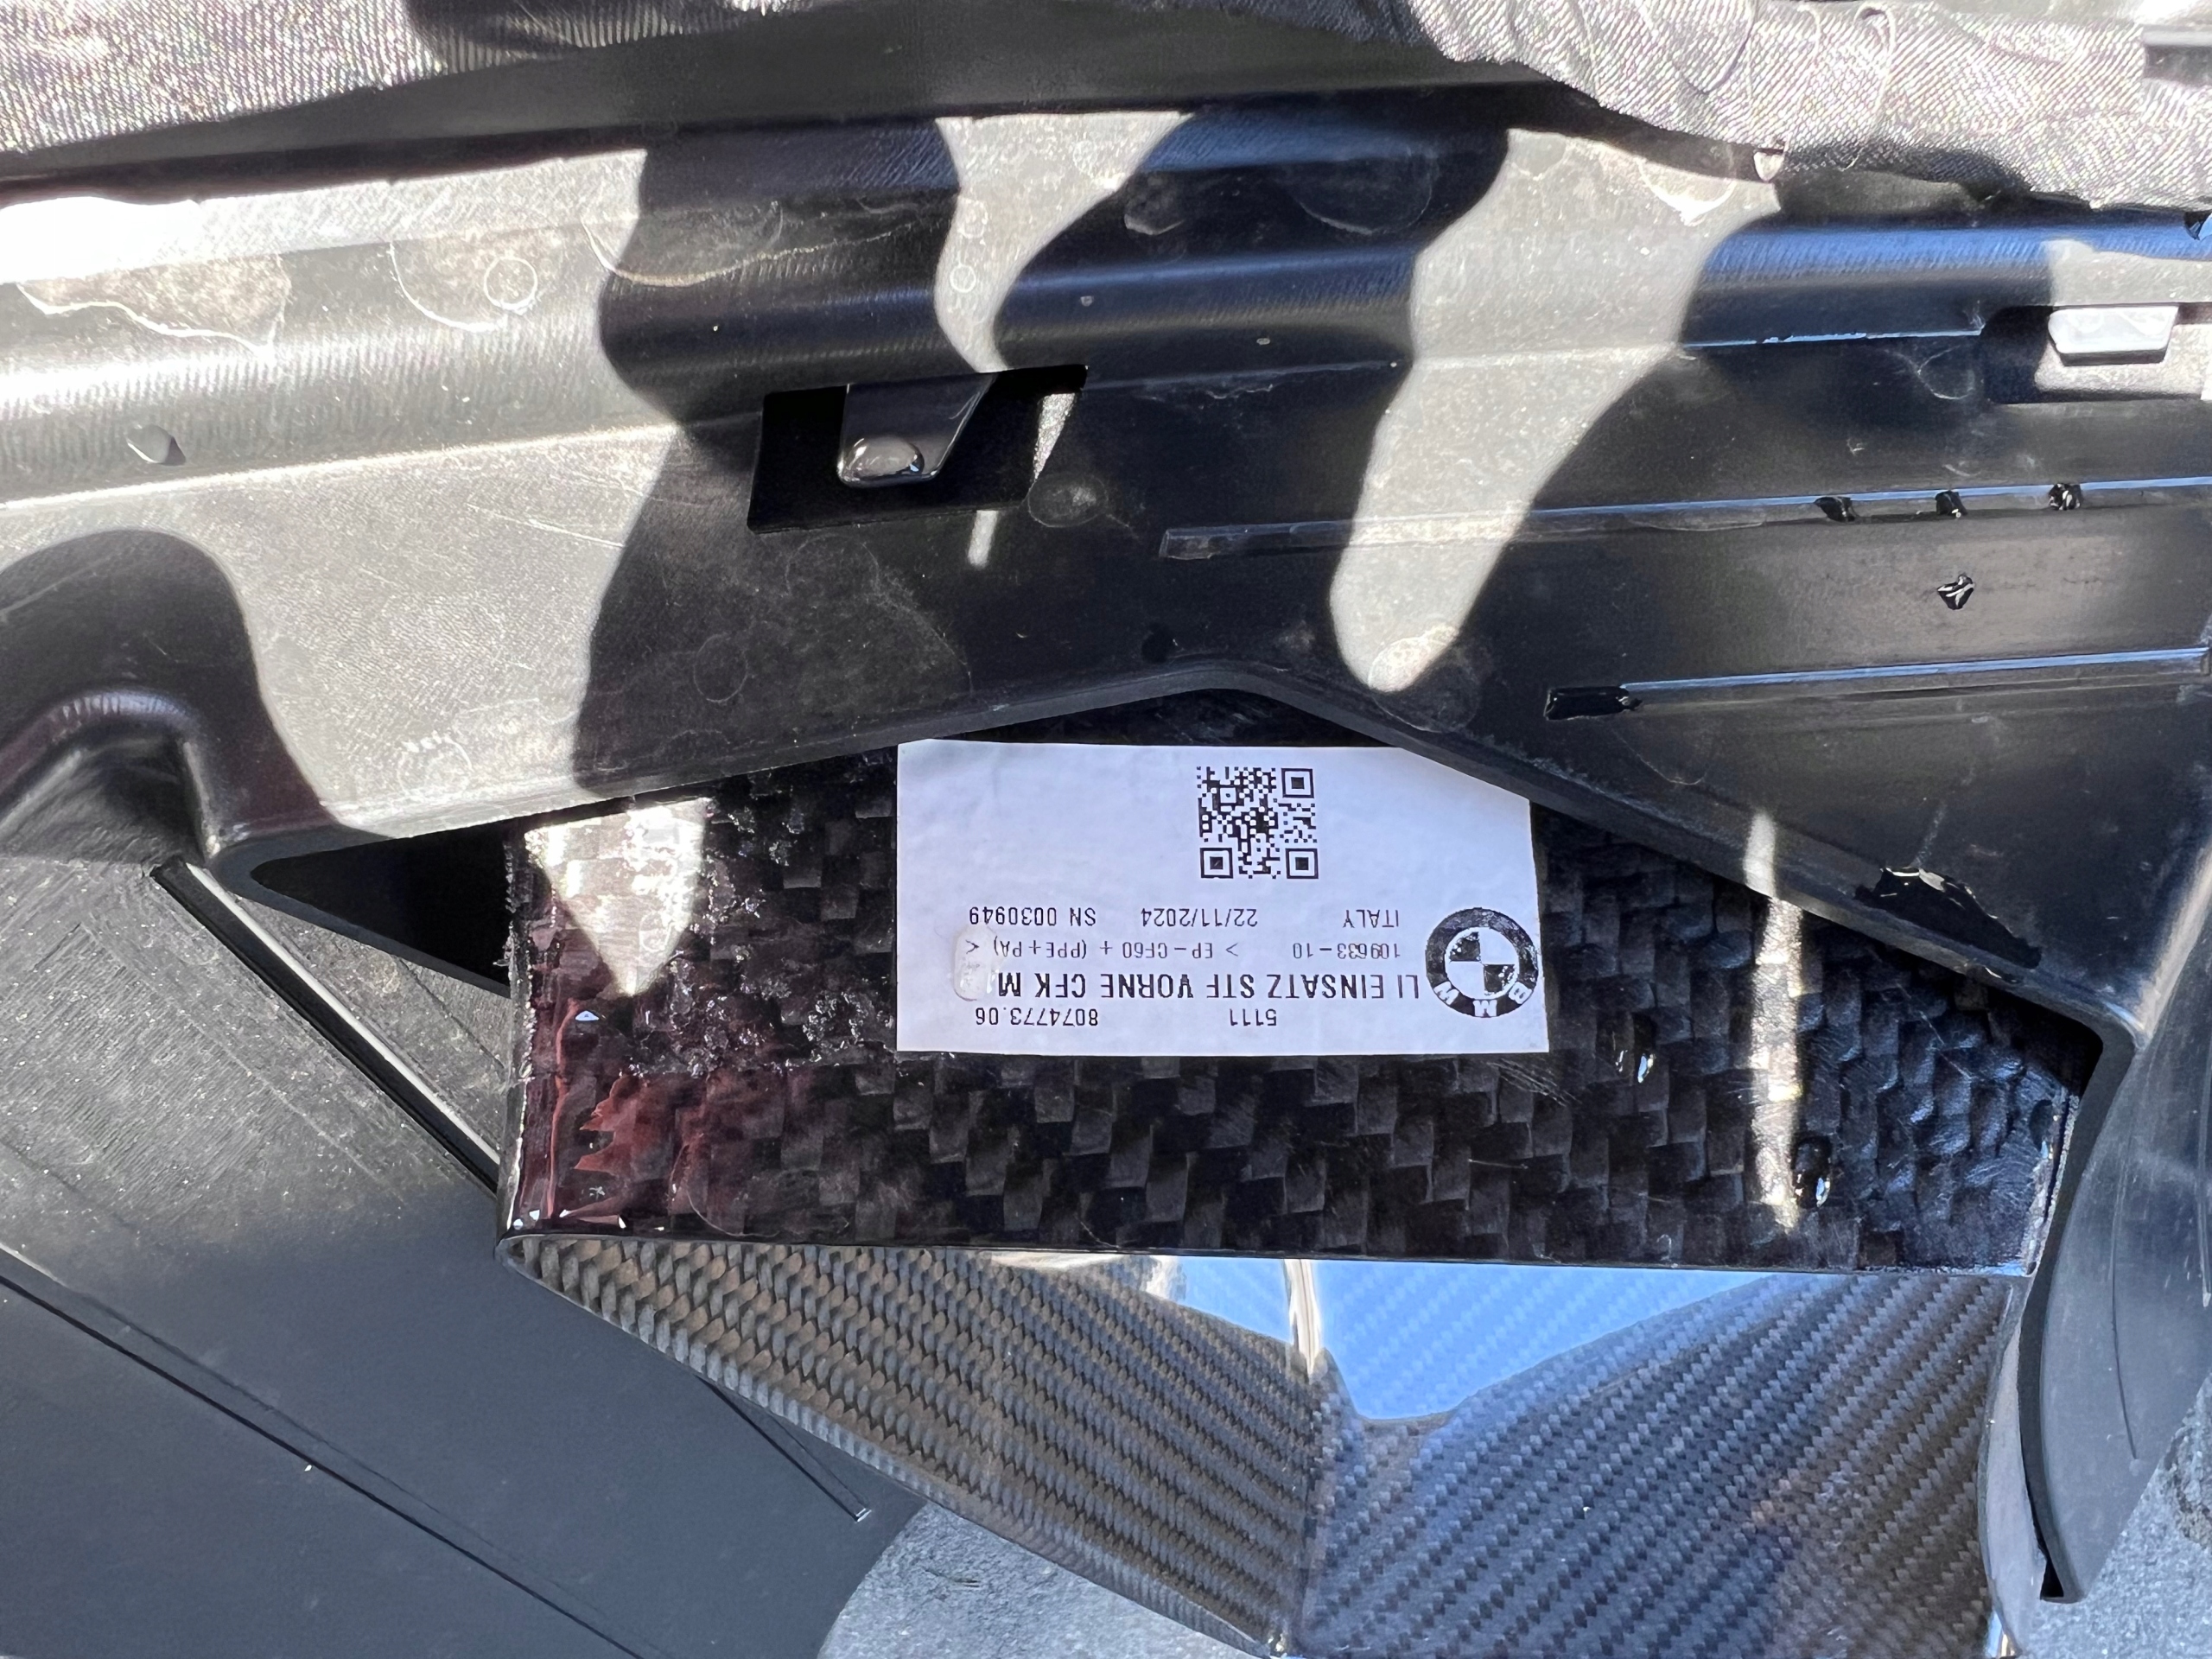 5111 8074773.06
LI EINSATZ STF VORNE CFK M
109633-10 > EP-CF60 + (PPE+PA) <
ITALY 22/11/2024 SN 0030949
BMW